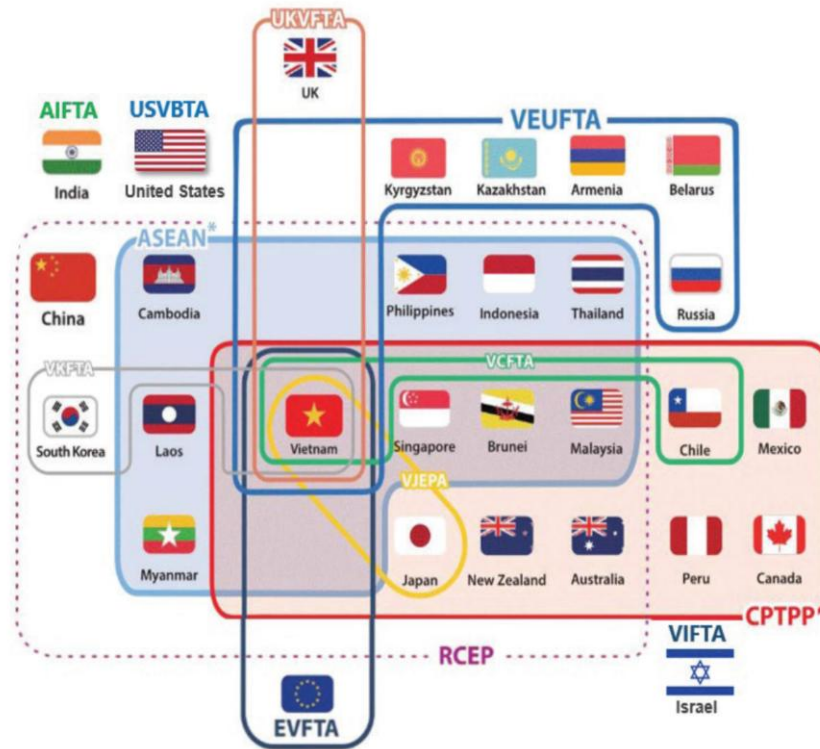 UKVFTA
UK
AIFTA
USVBTA
VEUFTA
India
United States
Kyrgyzstan
Kazakhstan
Armenia
Belarus
ASEAN*
China
Cambodia
Philippines
Indonesia
Thailand
Russia
VKFTA
VCFTA
South Korea
Laos
Vietnam
Singapore
Brunei
Malaysia
Chile
Mexico
VJEPA
Myanmar
Japan
New Zealand
Australia
Peru
Canada
CPTPP*
RCEP
VIFTA
Israel
EVFTA